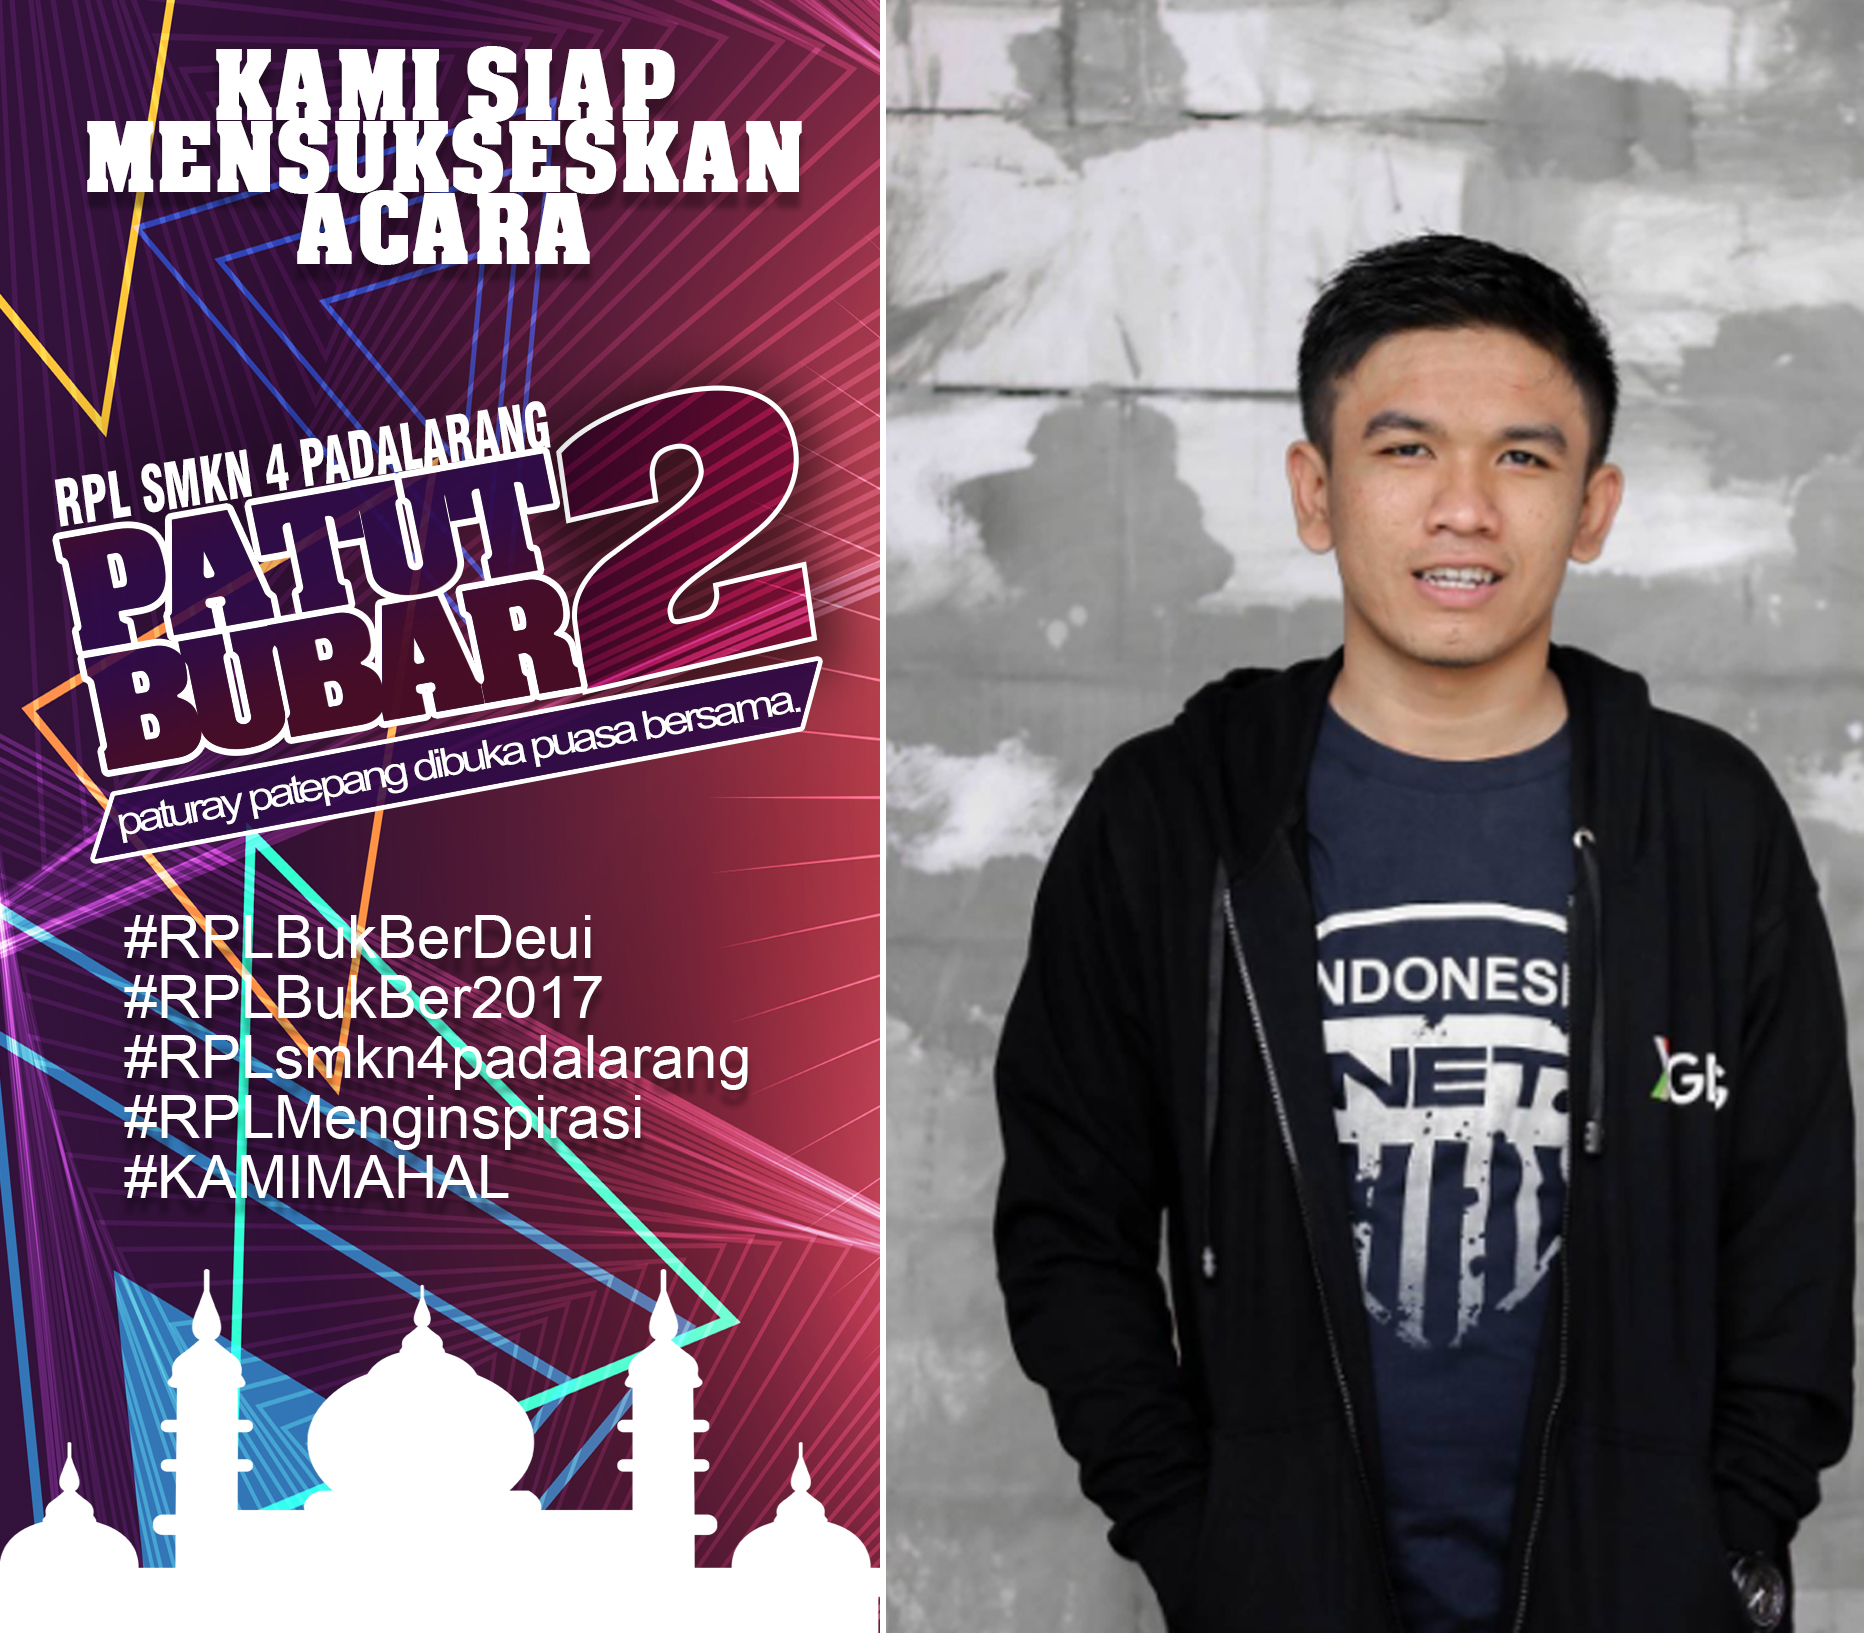 KAMI SIAP
MENSUKSESKAN
ACARA
RPL SMKN 4 PADALARANG
PATUT
BUBAR 2
paturay patepang dibuka puasa bersama.
#RPLBukBerDeui
#RPLBukBer2017
#RPLsmkn4padalarang
#RPLMenginspirasi
#KAMIMAHAL
NDONESI
NET.